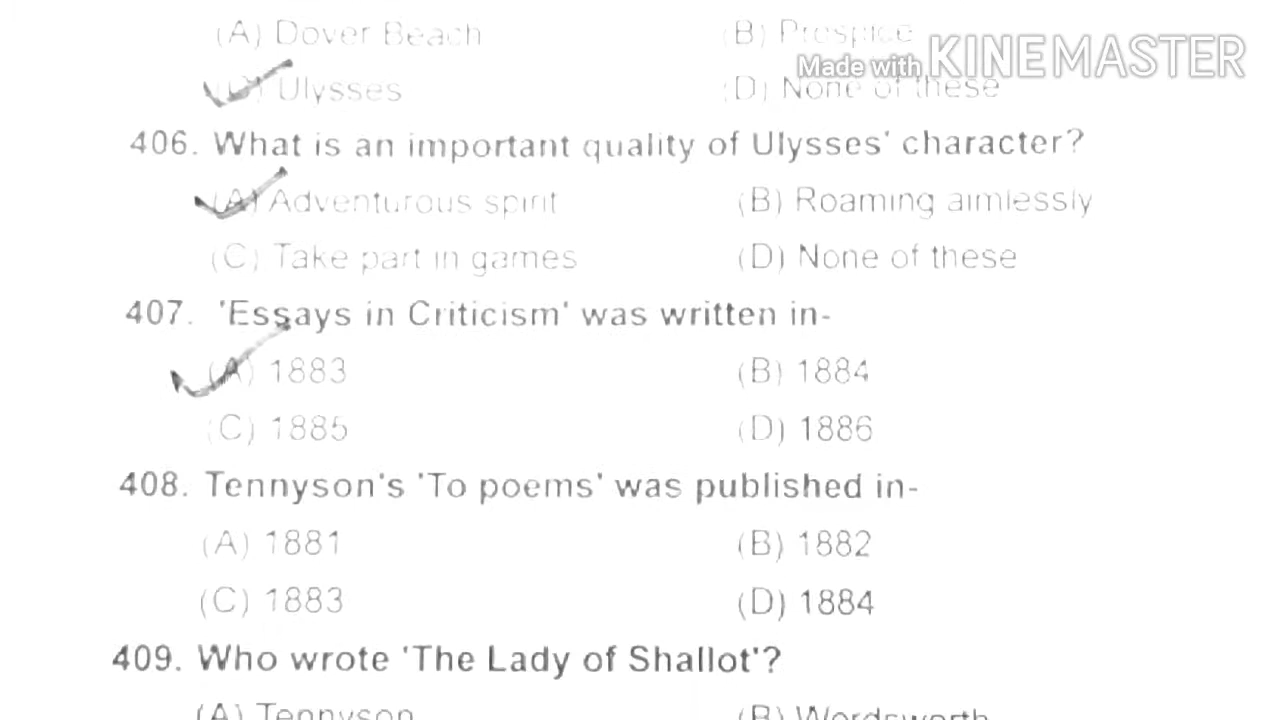 (A) Dover Beach (B) Prospice
Made with KINEMASTER
(C) Ulysses (D) None of these
406. What is an important quality of Ulysses' character?
(A) Adventurous spirit (B) Roaming aimlessly
(C) Take part in games (D) None of these
407. 'Essays in Criticism' was written in-
(A) 1883 (B) 1884
(C) 1885 (D) 1886
408. Tennyson's 'To poems' was published in-
(A) 1881 (B) 1882
(C) 1883 (D) 1884
409. Who wrote 'The Lady of Shallot'?
(A) Tennyson (B) Wordsworth